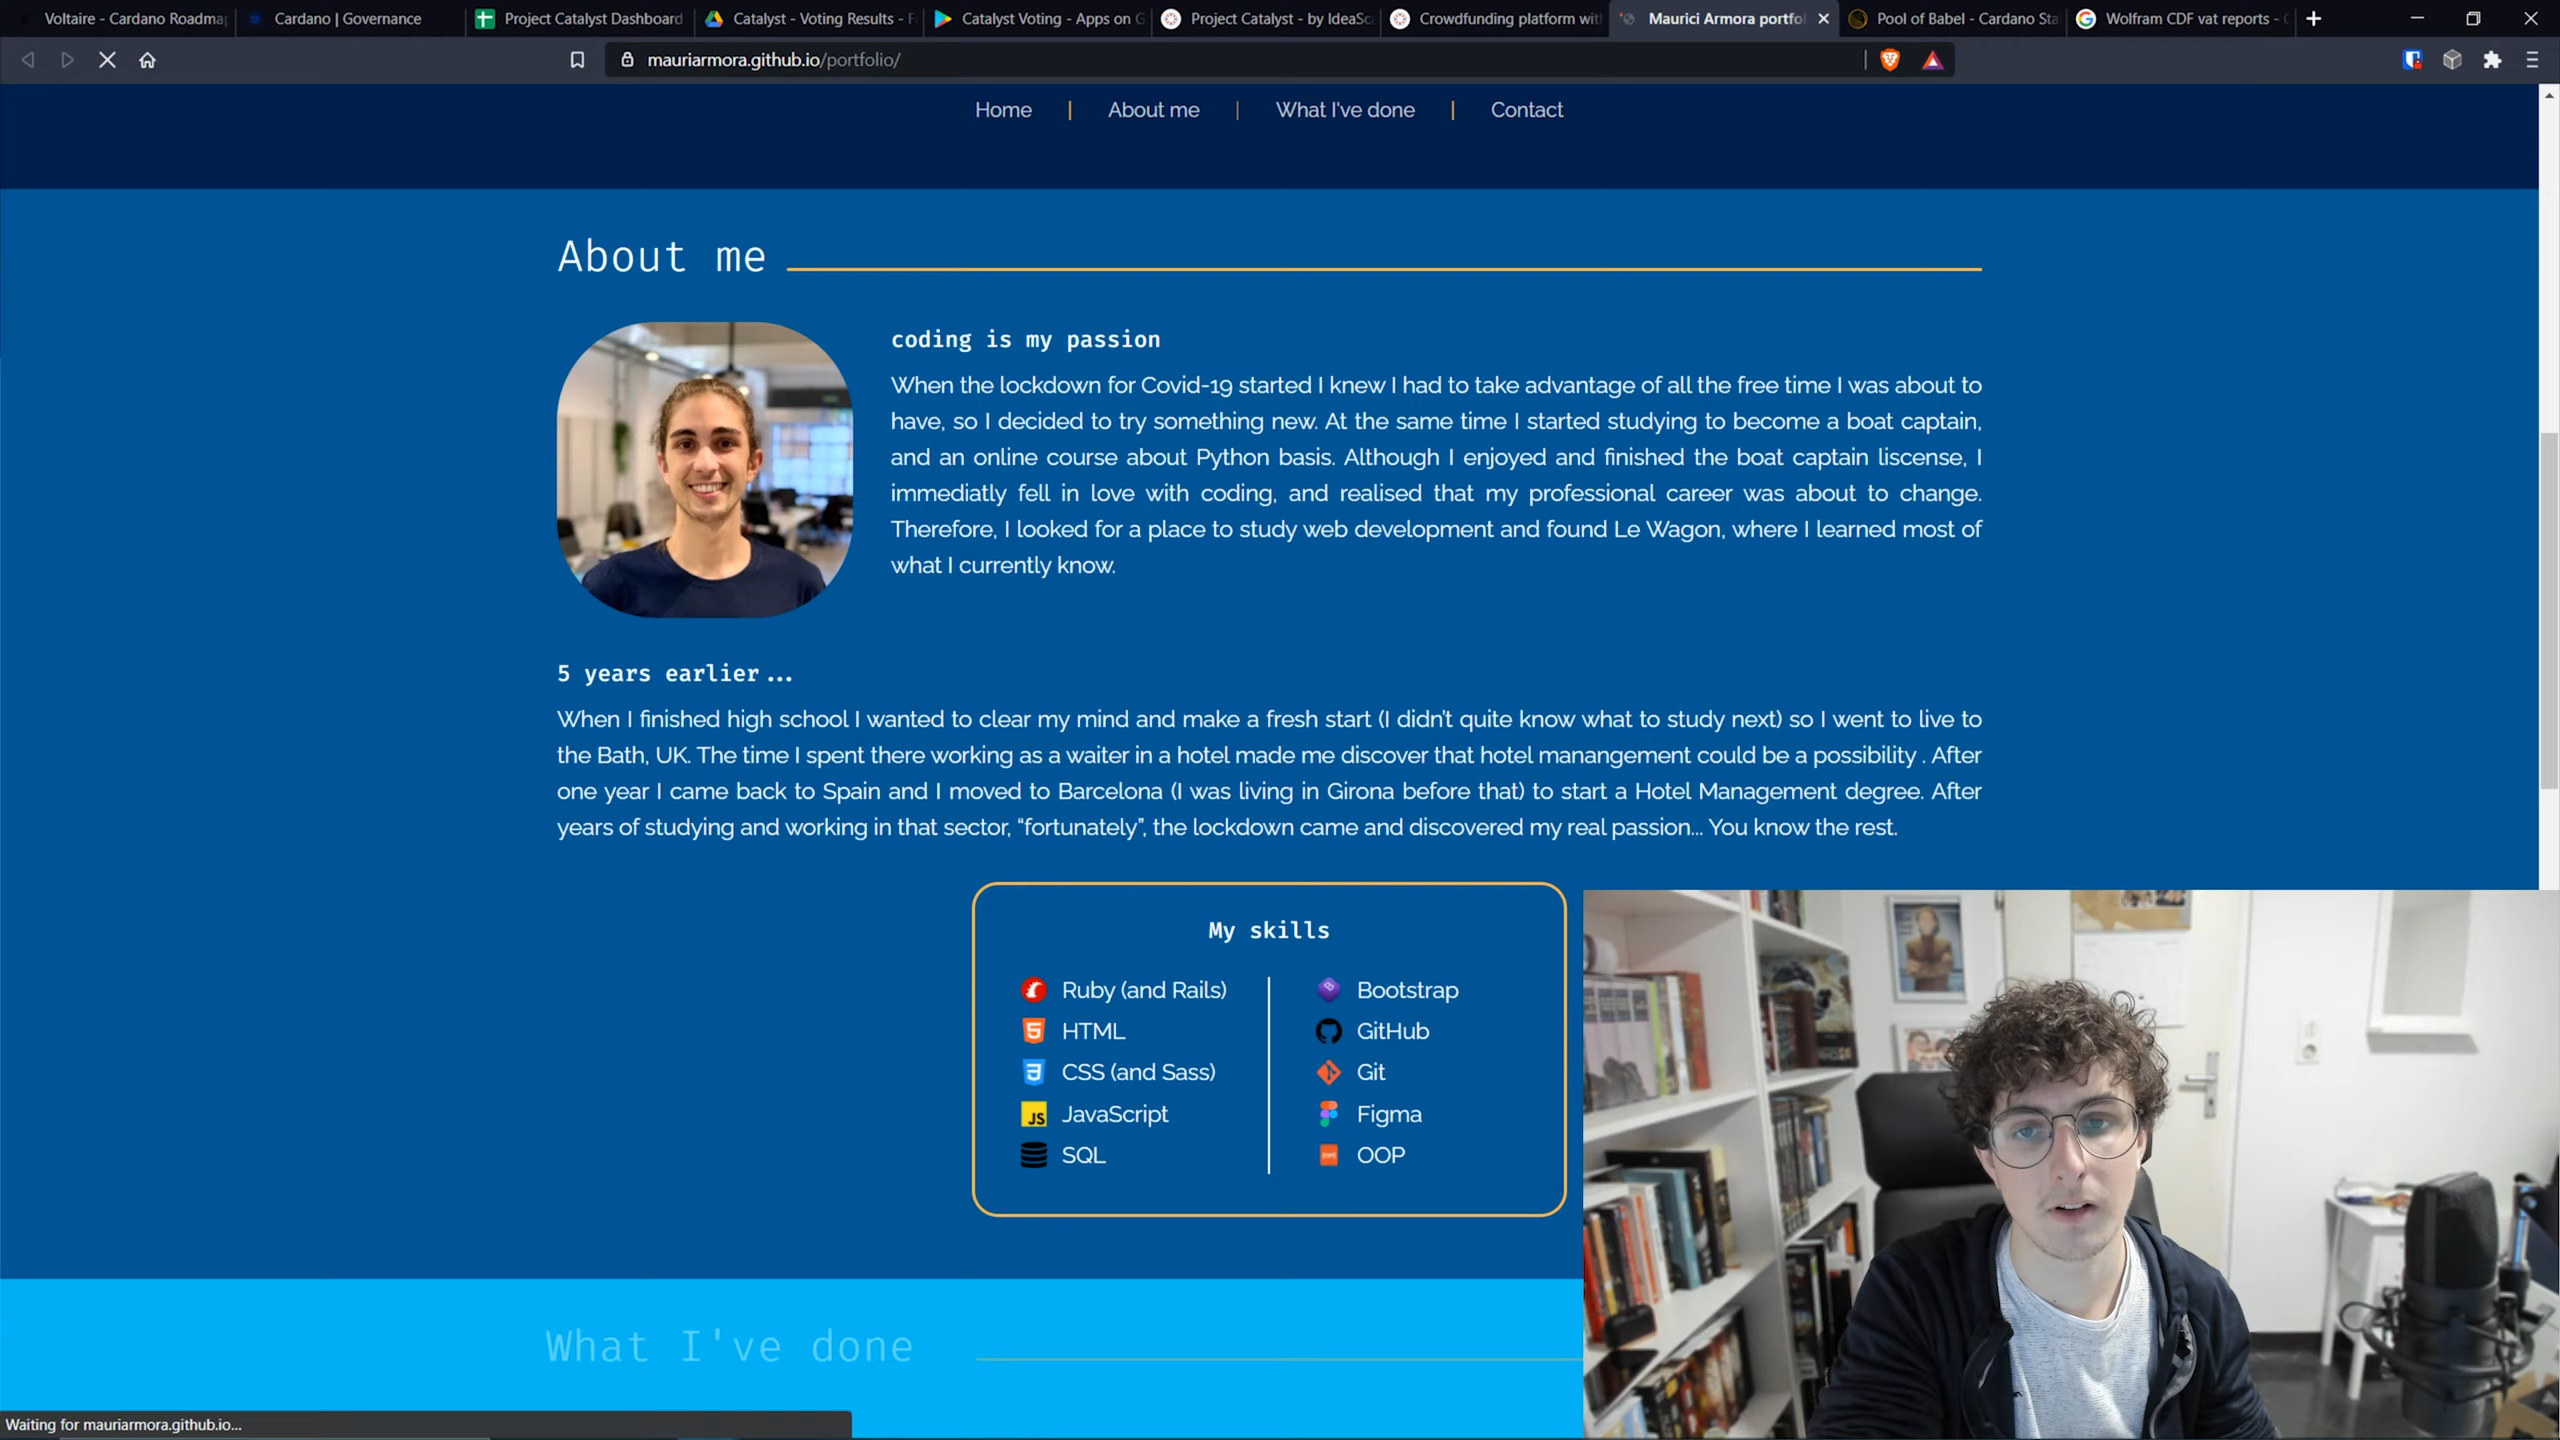 Voltaire - Cardano Roadma
Cardano | Governance
Project Catalyst Dashboard
Catalyst - Voting Results - F
Catalyst Voting - Apps on G
Project Catalyst - by IdeaSca
Crowdfunding platform wit
Maurici Armora portfol
Pool of Babel - Cardano Sta
Wolfram CDF vat reports -
mauriarmora.github.io/portfolio/
Home | About me | What I've done | Contact
About me
coding is my passion
When the lockdown for Covid-19 started I knew I had to take advantage of all the free time I was about to
have, so I decided to try something new. At the same time I started studying to become a boat captain,
and an online course about Python basis. Although I enjoyed and finished the boat captain liscense, I
immediatly fell in love with coding, and realised that my professional career was about to change.
Therefore, I looked for a place to study web development and found Le Wagon, where I learned most of
what I currently know.
5 years earlier...
When I finished high school I wanted to clear my mind and make a fresh start (I didn't quite know what to study next) so I went to live to
the Bath, UK. The time I spent there working as a waiter in a hotel made me discover that hotel manangement could be a possibility . After
one year I came back to Spain and I moved to Barcelona (I was living in Girona before that) to start a Hotel Management degree. After
years of studying and working in that sector, “fortunately”, the lockdown came and discovered my real passion... You know the rest.
My skills
Ruby (and Rails)
HTML
CSS (and Sass)
JS JavaScript
SQL
Bootstrap
GitHub
Git
Figma
OOP
What I've done
Waiting for mauriarmora.github.io...